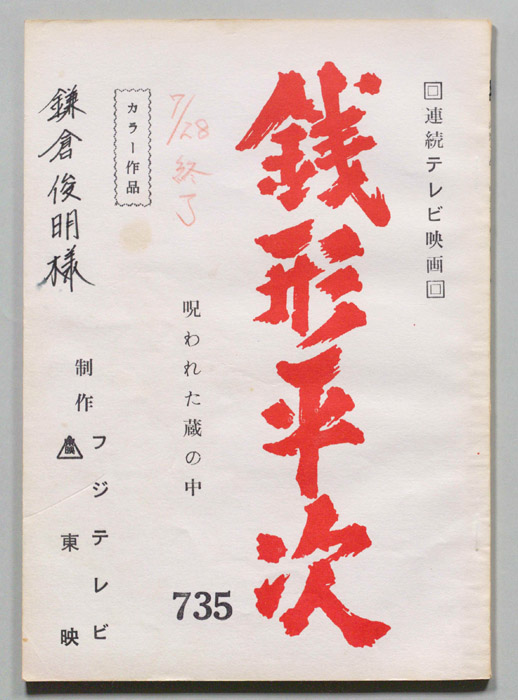 回連続テレビ映画回
銭形平次
呪われた蔵の中
735
7/28
終了
カラー作品
制作
フジテレビ
東映
鎌倉俊明様